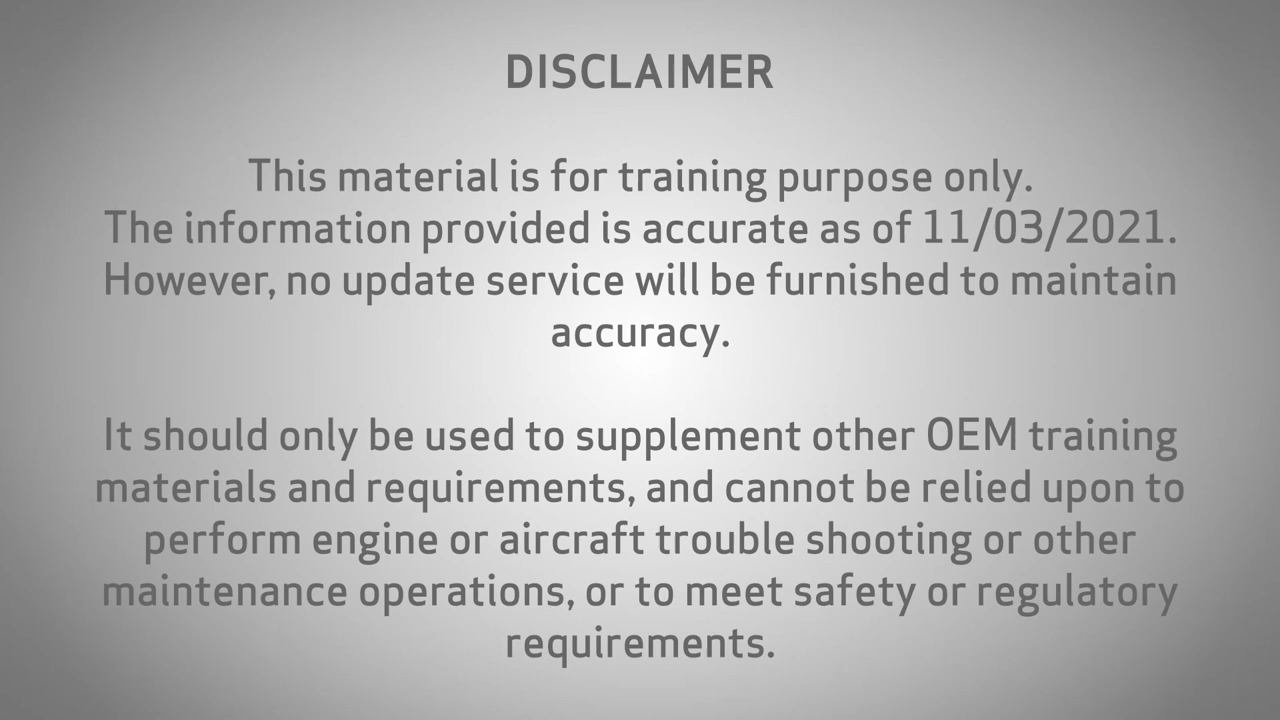 DISCLAIMER
This material is for training purpose only.
The information provided is accurate as of 11/03/2021.
However, no update service will be furnished to maintain
accuracy.
It should only be used to supplement other OEM training
materials and requirements, and cannot be relied upon to
perform engine or aircraft trouble shooting or other
maintenance operations, or to meet safety or regulatory
requirements.